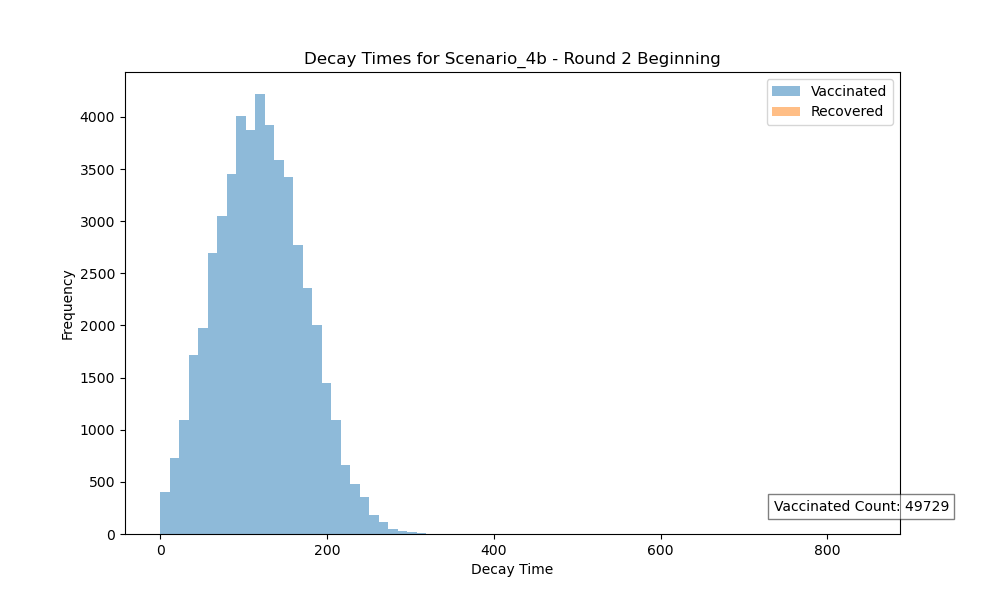 Decay Times for Scenario_4b - Round 2 Beginning
Vaccinated
Recovered
4000
3500
3000
2500
2000
1500
1000
500
0
Frequency
Vaccinated Count: 49729
0 200 400 600 800
Decay Time